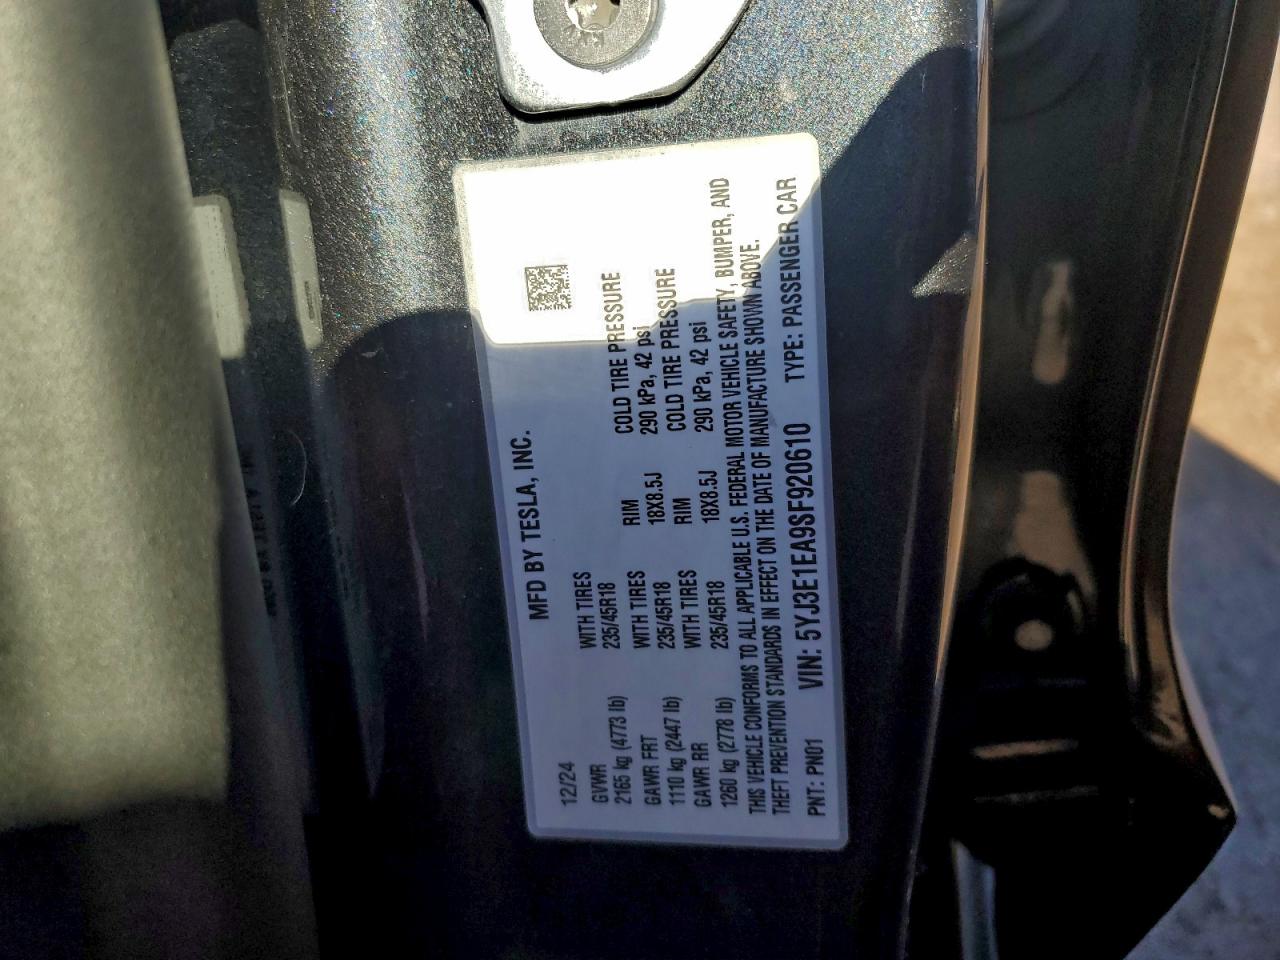 MFD BY TESLA, INC.
12/24
GVWR WITH TIRES RIM COLD TIRE PRESSURE
2165 kg (4773 lb) 235/45R18 18X8.5J 290 kPa, 42 psi
GAWR FRT WITH TIRES RIM COLD TIRE PRESSURE
1110 kg (2447 lb) 235/45R18 18X8.5J 290 kPa, 42 psi
GAWR RR WITH TIRES
1260 kg (2778 lb) 235/45R18
THIS VEHICLE CONFORMS TO ALL APPLICABLE U.S. FEDERAL MOTOR VEHICLE SAFETY, BUMPER, AND
THEFT PREVENTION STANDARDS IN EFFECT ON THE DATE OF MANUFACTURE SHOWN ABOVE.
PNT: PN01 VIN: 5YJ3E1EA9SF920610 TYPE: PASSENGER CAR